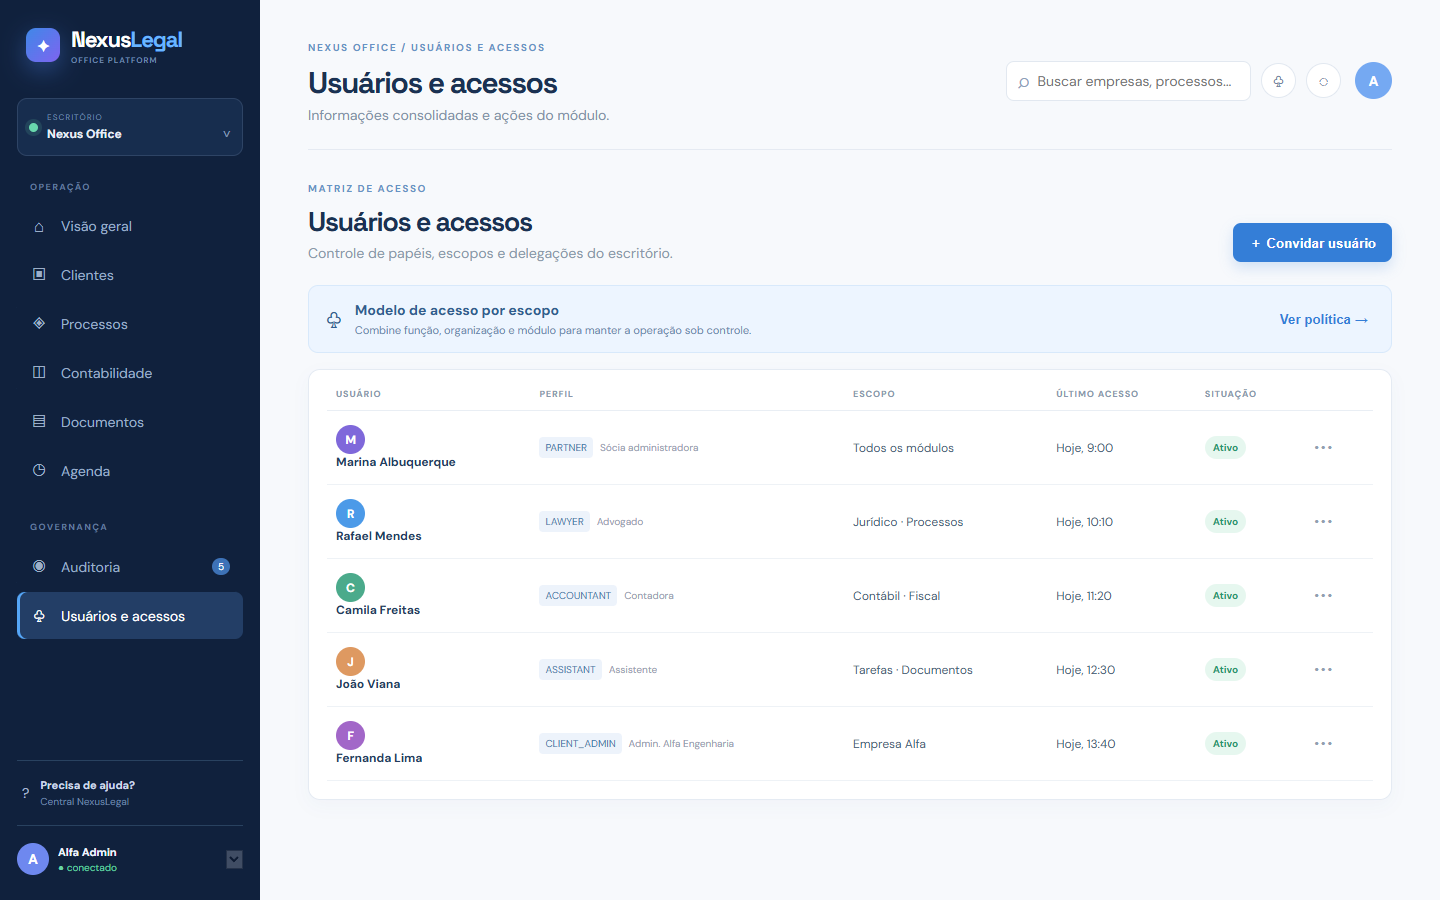 NexusLegal
OFFICE PLATFORM
ESCRITÓRIO
Nexus Office
OPERAÇÃO
Visão geral
Clientes
Processos
Contabilidade
Documentos
Agenda
GOVERNANÇA
Auditoria 5
Usuários e acessos
? Precisa de ajuda?
Central NexusLegal
A Alfa Admin
conectado
NEXUS OFFICE / USUÁRIOS E ACESSOS
Usuários e acessos
Informações consolidadas e ações do módulo.
Buscar empresas, processos...
A
MATRIZ DE ACESSO
Usuários e acessos
Controle de papéis, escopos e delegações do escritório.
+ Convidar usuário
Modelo de acesso por escopo
Combine função, organização e módulo para manter a operação sob controle.
Ver política →
USUÁRIO PERFIL ESCOPO ÚLTIMO ACESSO SITUAÇÃO
M
Marina Albuquerque PARTNER Sócia administradora Todos os módulos Hoje, 9:00 Ativo •••
R
Rafael Mendes LAWYER Advogado Jurídico · Processos Hoje, 10:10 Ativo •••
C
Camila Freitas ACCOUNTANT Contadora Contábil · Fiscal Hoje, 11:20 Ativo •••
J
João Viana ASSISTANT Assistente Tarefas · Documentos Hoje, 12:30 Ativo •••
F
Fernanda Lima CLIENT_ADMIN Admin. Alfa Engenharia Empresa Alfa Hoje, 13:40 Ativo •••